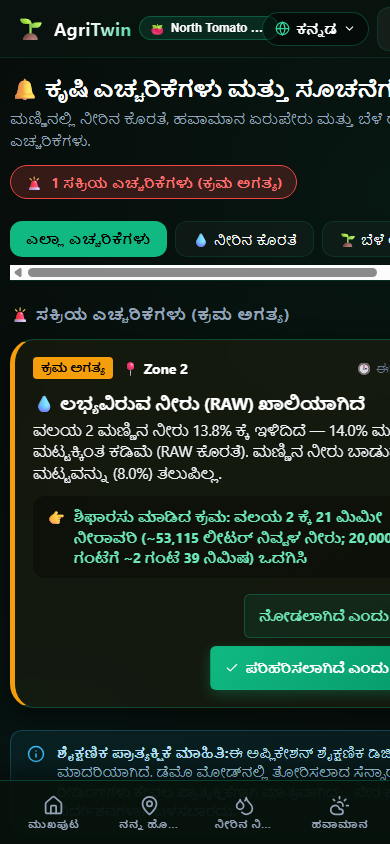 AgriTwin
North Tomato ...
ಕನ್ನಡ
ಕೃಷಿ ಎಚ್ಚರಿಕೆಗಳು ಮತ್ತು ಸೂಚನೆಗ
ಮಣ್ಣಿನಲ್ಲಿ ನೀರಿನ ಕೊರತೆ, ಹವಾಮಾನ ಏರುಪೇರು ಮತ್ತು ಬೆಳೆ
ಎಚ್ಚರಿಕೆಗಳು.
1 ಸಕ್ರಿಯ ಎಚ್ಚರಿಕೆಗಳು (ಕ್ರಮ ಅಗತ್ಯ)
ಎಲ್ಲಾ ಎಚ್ಚರಿಕೆಗಳು
ನೀರಿನ ಕೊರತೆ
ಬೆಳೆ
ಸಕ್ರಿಯ ಎಚ್ಚರಿಕೆಗಳು (ಕ್ರಮ ಅಗತ್ಯ)
ಕ್ರಮ ಅಗತ್ಯ
Zone 2
ಲಭ್ಯವಿರುವ ನೀರು (RAW) ಖಾಲಿಯಾಗಿದೆ
ವಲಯ 2 ಮಣ್ಣಿನ ನೀರು 13.8% ಕ್ಕೆ ಇಳಿದಿದೆ — 14.0% ಮ
ಮಟ್ಟಕ್ಕಿಂತ ಕಡಿಮೆ (RAW ಕೊರತೆ). ಮಣ್ಣಿನ ನೀರು ಬಾಡು
ಮಟ್ಟವನ್ನು (8.0%) ತಲುಪಿಲ್ಲ.
ಶಿಫಾರಸು ಮಾಡಿದ ಕ್ರಮ: ವಲಯ 2 ಕ್ಕೆ 21 ಮಿಮೀ
ನೀರಾವರಿ (~53,115 ಲೀಟರ್ ನಿವ್ವಳ ನೀರು; 20,000
ಗಂಟೆಗೆ ~2 ಗಂಟೆ 39 ನಿಮಿಷ) ಒದಗಿಸಿ
ನೋಡಲಾಗಿದೆ ಎಂದು
ಪರಿಹರಿಸಲಾಗಿದೆ ಎಂದು
ಶೈಕ್ಷಣಿಕ ಪ್ರಾತ್ಯಕ್ಷಿಕೆ ಮಾಹಿತಿ:ಈ ಅಪ್ಲಿಕೇಶನ್ ಶೈಕ್ಷಣಿಕ ಡಿಜಿ
ಮಾದರಿಯಾಗಿದೆ. ಡೆಮೊ ಮೋಡ್‌ನಲ್ಲಿ ತೋರಿಸಲಾದ ಸೆನ್ಸಾ
ಮುಖಪುಟ
ನನ್ನ ಹೊ...
ನೀರಿನ ನಿ...
ಹವಾಮಾನ